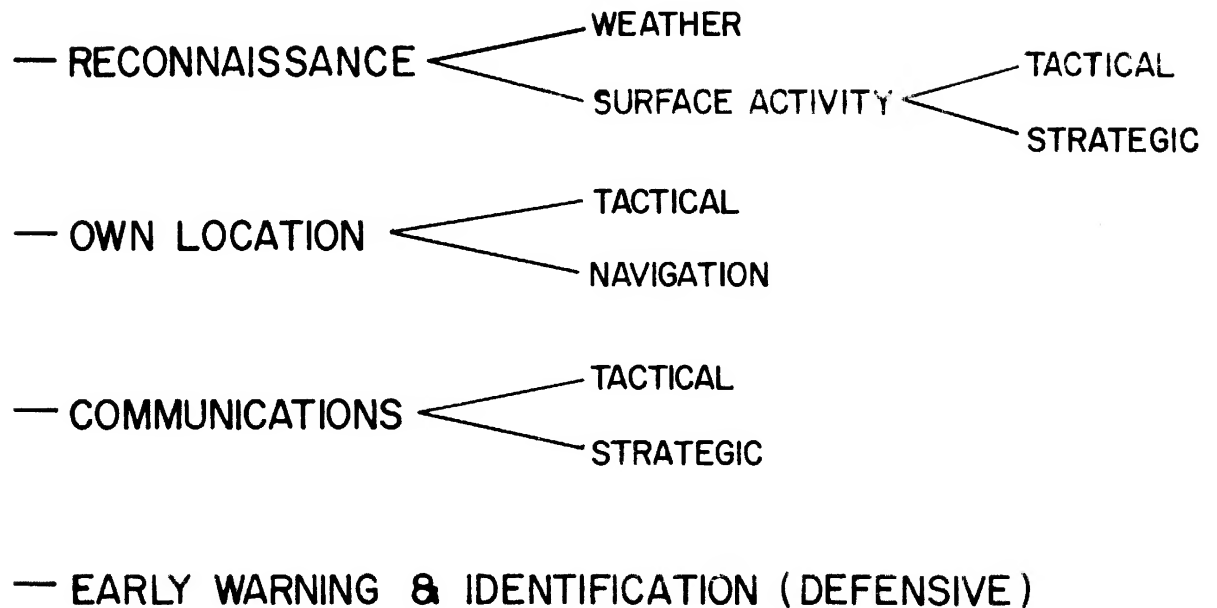 — RECONNAISSANCE
WEATHER
SURFACE ACTIVITY
TACTICAL
STRATEGIC
— OWN LOCATION
TACTICAL
NAVIGATION
— COMMUNICATIONS
TACTICAL
STRATEGIC
— EARLY WARNING & IDENTIFICATION (DEFENSIVE)